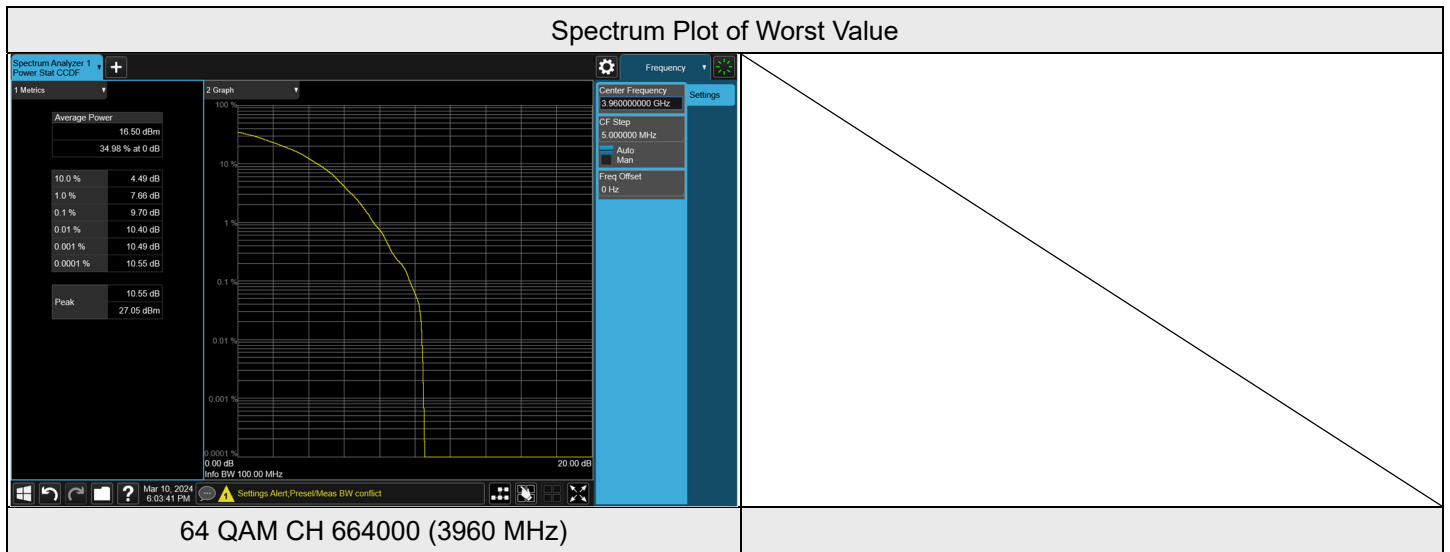 Spectrum Plot of Worst Value
Spectrum Analyzer 1
Power Stat CCDF
Frequency
1 Metrics
Average Power
16.50 dBm
34.98 % at 0 dB
10.0 % 4.49 dB
1.0 % 7.66 dB
0.1 % 9.70 dB
0.01 % 10.40 dB
0.001 % 10.49 dB
0.0001 % 10.55 dB
Peak
10.55 dB
27.05 dBm
2 Graph
100 %
10 %
1 %
0.1 %
0.01 %
0.001 %
0.0001 %
0.00 dB 20.00 dB
Info BW 100.00 MHz
Center Frequency
3.960000000 GHz
Settings
CF Step
5.000000 MHz
Auto
Man
Freq Offset
0 Hz
?
Mar 10, 2024
6:03:41 PM
1
Settings Alert;Presel/Meas BW conflict
64 QAM CH 664000 (3960 MHz)